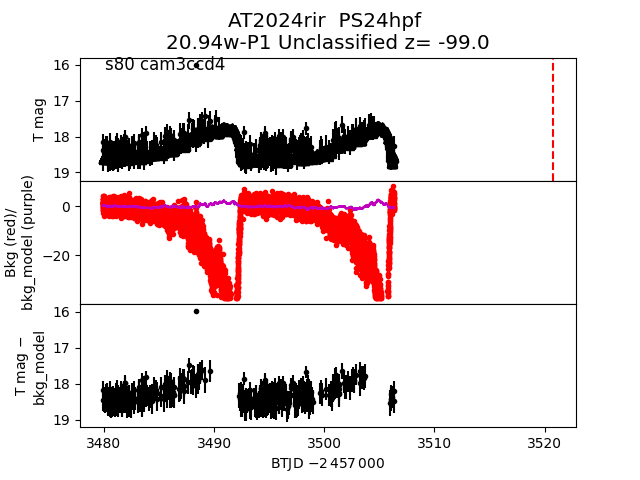 AT2024rir  PS24hpf
20.94w-P1 Unclassified z= -99.0
s80 cam3ccd4
16
17
18
19
T mag
0
−20
Bkg (red)/
bkg_model (purple)
16
17
18
19
T mag −
bkg_model
3480
3490
3500
3510
3520
BTJD −2 457 000